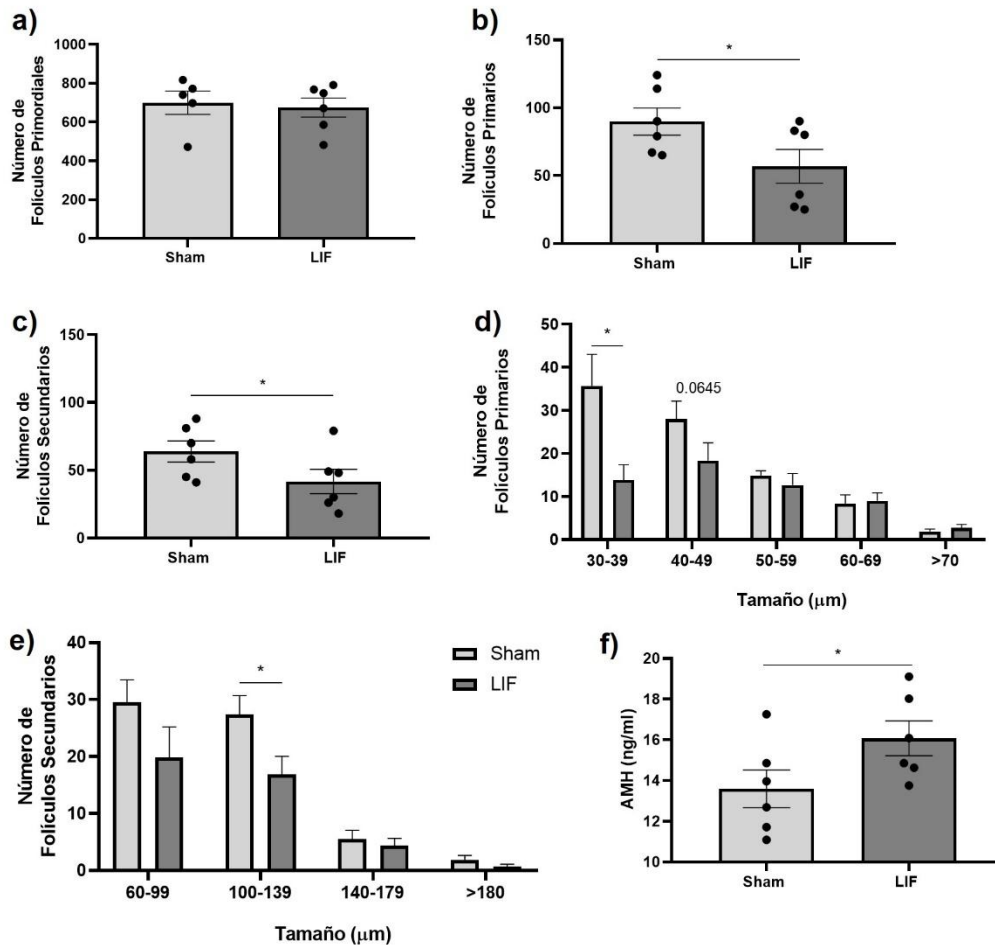 a)
Número de
Folículos Primordiales
1000
800
600
400
200
0
Sham
LIF
b)
Número de
Folículos Primarios
150
100
50
0
*
Sham
LIF
c)
Número de
Folículos Secundarios
150
100
50
0
*
Sham
LIF
d)
Número de
Folículos Primarios
50
40
30
20
10
0
*
0.0645
30-39
40-49
50-59
60-69
>70
Tamaño (μm)
e)
Número de
Folículos Secundarios
40
30
20
10
0
*
Sham
LIF
60-99
100-139
140-179
>180
Tamaño (μm)
f)
AMH (ng/ml)
20
18
16
14
12
10
*
Sham
LIF